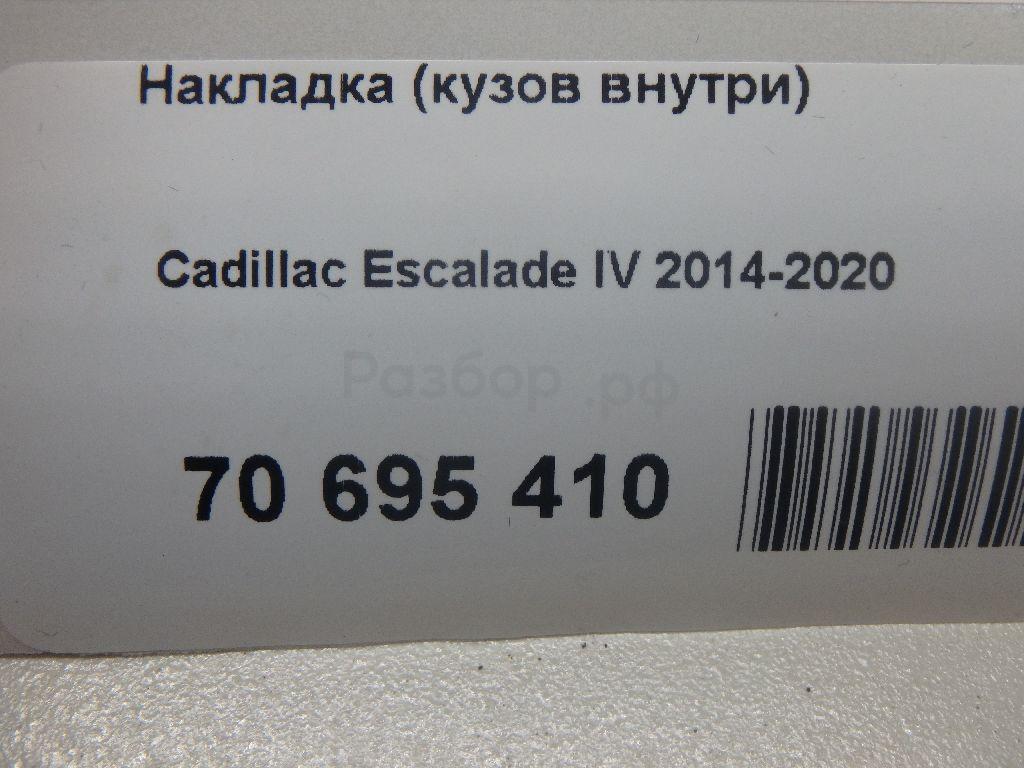 Накладка (кузов внутри)
Cadillac Escalade IV 2014-2020
Разбор.рф
70 695 410